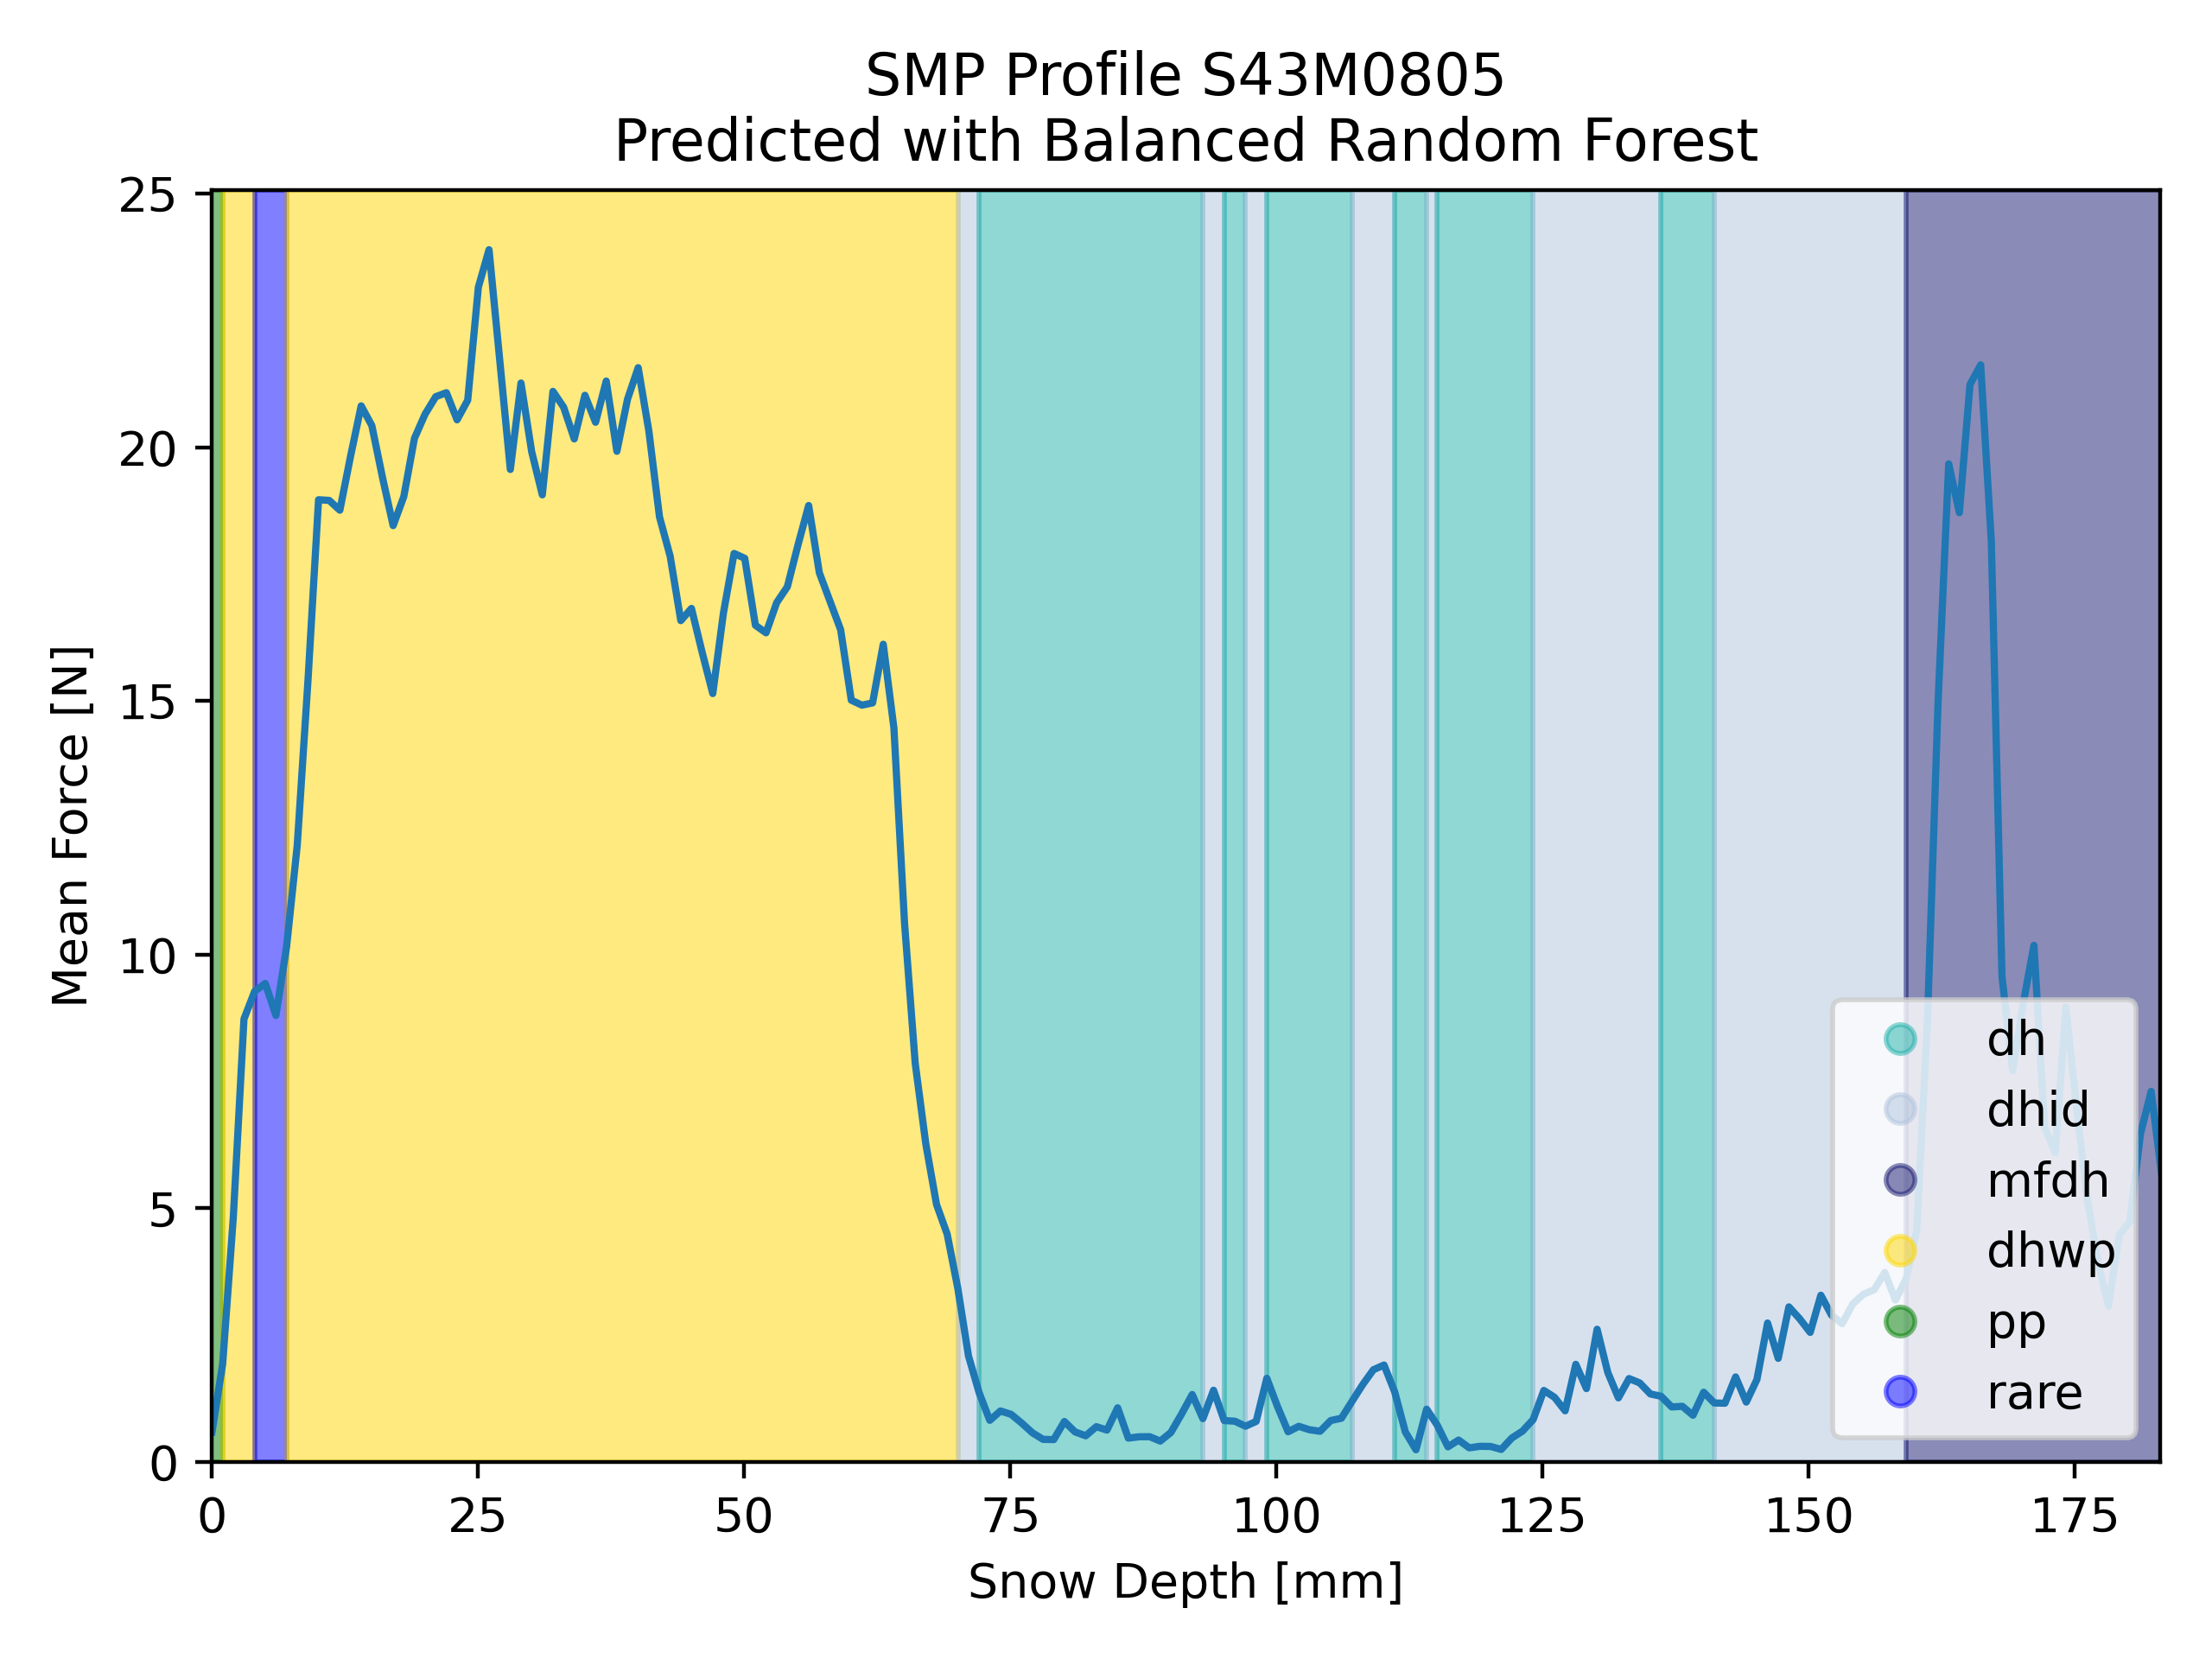 SMP Profile S43M0805
Predicted with Balanced Random Forest
25
20
15
10
5
0
Mean Force [N]
0 25 50 75 100 125 150 175
Snow Depth [mm]
dh
dhid
mfdh
dhwp
pp
rare